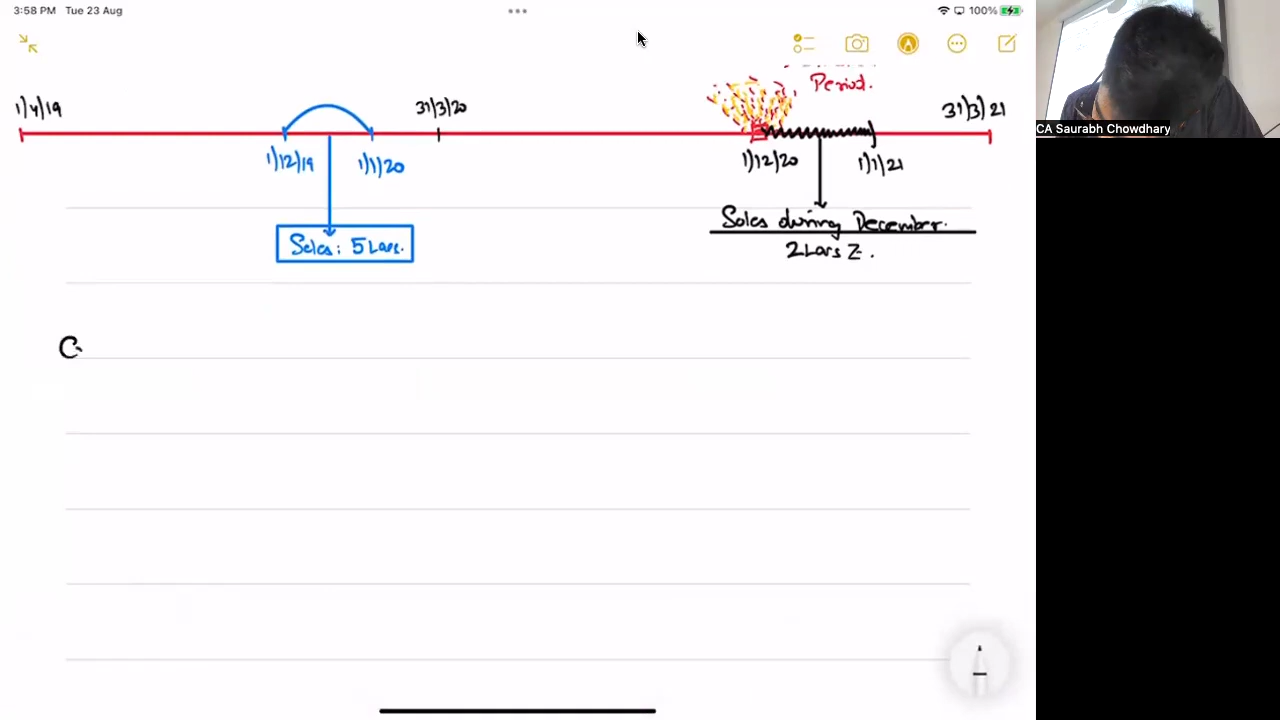 3:58 PM Tue 23 Aug
100%
CA Saurabh Chowdhary
Period.
1/4/19
31/3/20
31/3/21
1/12/19
1/1/20
1/12/20
1/1/21
Sales: 5 Lacs.
Sales during December.
2 Lacs Z.